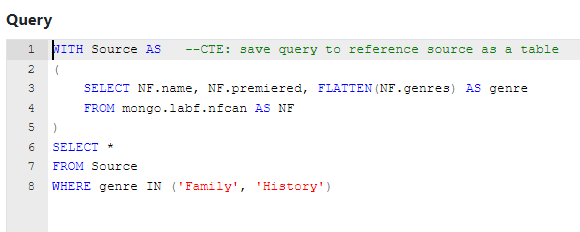 Query
1 WITH Source AS   --CTE: save query to reference source as a table
2 (
3     SELECT NF.name, NF.premiered, FLATTEN(NF.genres) AS genre
4     FROM mongo.labf.nfcan AS NF
5 )
6 SELECT *
7 FROM Source
8 WHERE genre IN ('Family', 'History')